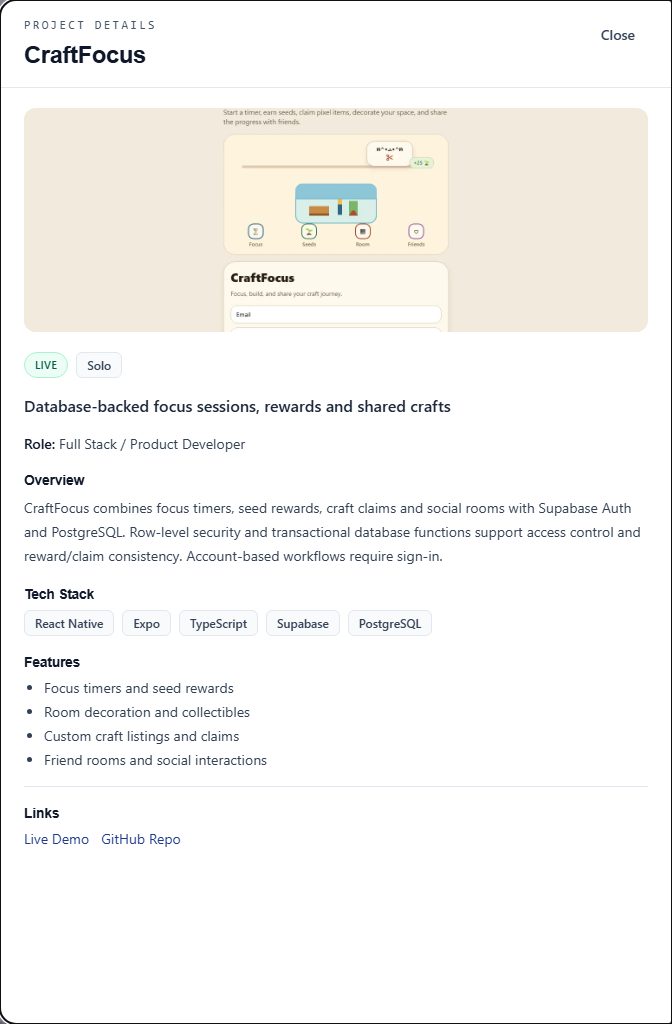 PROJECT DETAILS
CraftFocus
Close
Start a timer, earn seeds, claim pixel items, decorate your space, and share
the progress with friends.
+25
Focus
Seeds
Room
Friends
CraftFocus
Focus, build, and share your craft journey.
Email
LIVE
Solo
Database-backed focus sessions, rewards and shared crafts
Role: Full Stack / Product Developer
Overview
CraftFocus combines focus timers, seed rewards, craft claims and social rooms with Supabase Auth
and PostgreSQL. Row-level security and transactional database functions support access control and
reward/claim consistency. Account-based workflows require sign-in.
Tech Stack
React Native
Expo
TypeScript
Supabase
PostgreSQL
Features
Focus timers and seed rewards
Room decoration and collectibles
Custom craft listings and claims
Friend rooms and social interactions
Links
Live Demo GitHub Repo